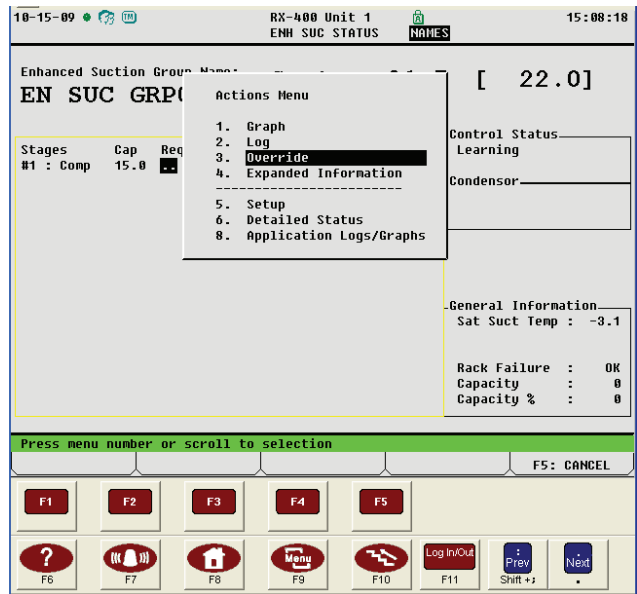 10-15-09 TM RX-400 Unit 1 A 15:08:18
ENH SUC STATUS NAMES
Enhanced Suction Group
EN SUC GRP [ 22.0]
Actions Menu
1. Graph
2. Log
3. Override
4. Expanded Information
------------------------
5. Setup
6. Detailed Status
8. Application Logs/Graphs
Stages Cap Req
#1 : Comp 15.0 ..
Control Status
Learning
Condensor
General Information
Sat Suct Temp : -3.1
Rack Failure : OK
Capacity : 0
Capacity % : 0
Press menu number or scroll to selection
F5: CANCEL
F1 F2 F3 F4 F5
? Menu Log In/Out : Prev . Next
F6 F7 F8 F9 F10 F11 Shift +; .